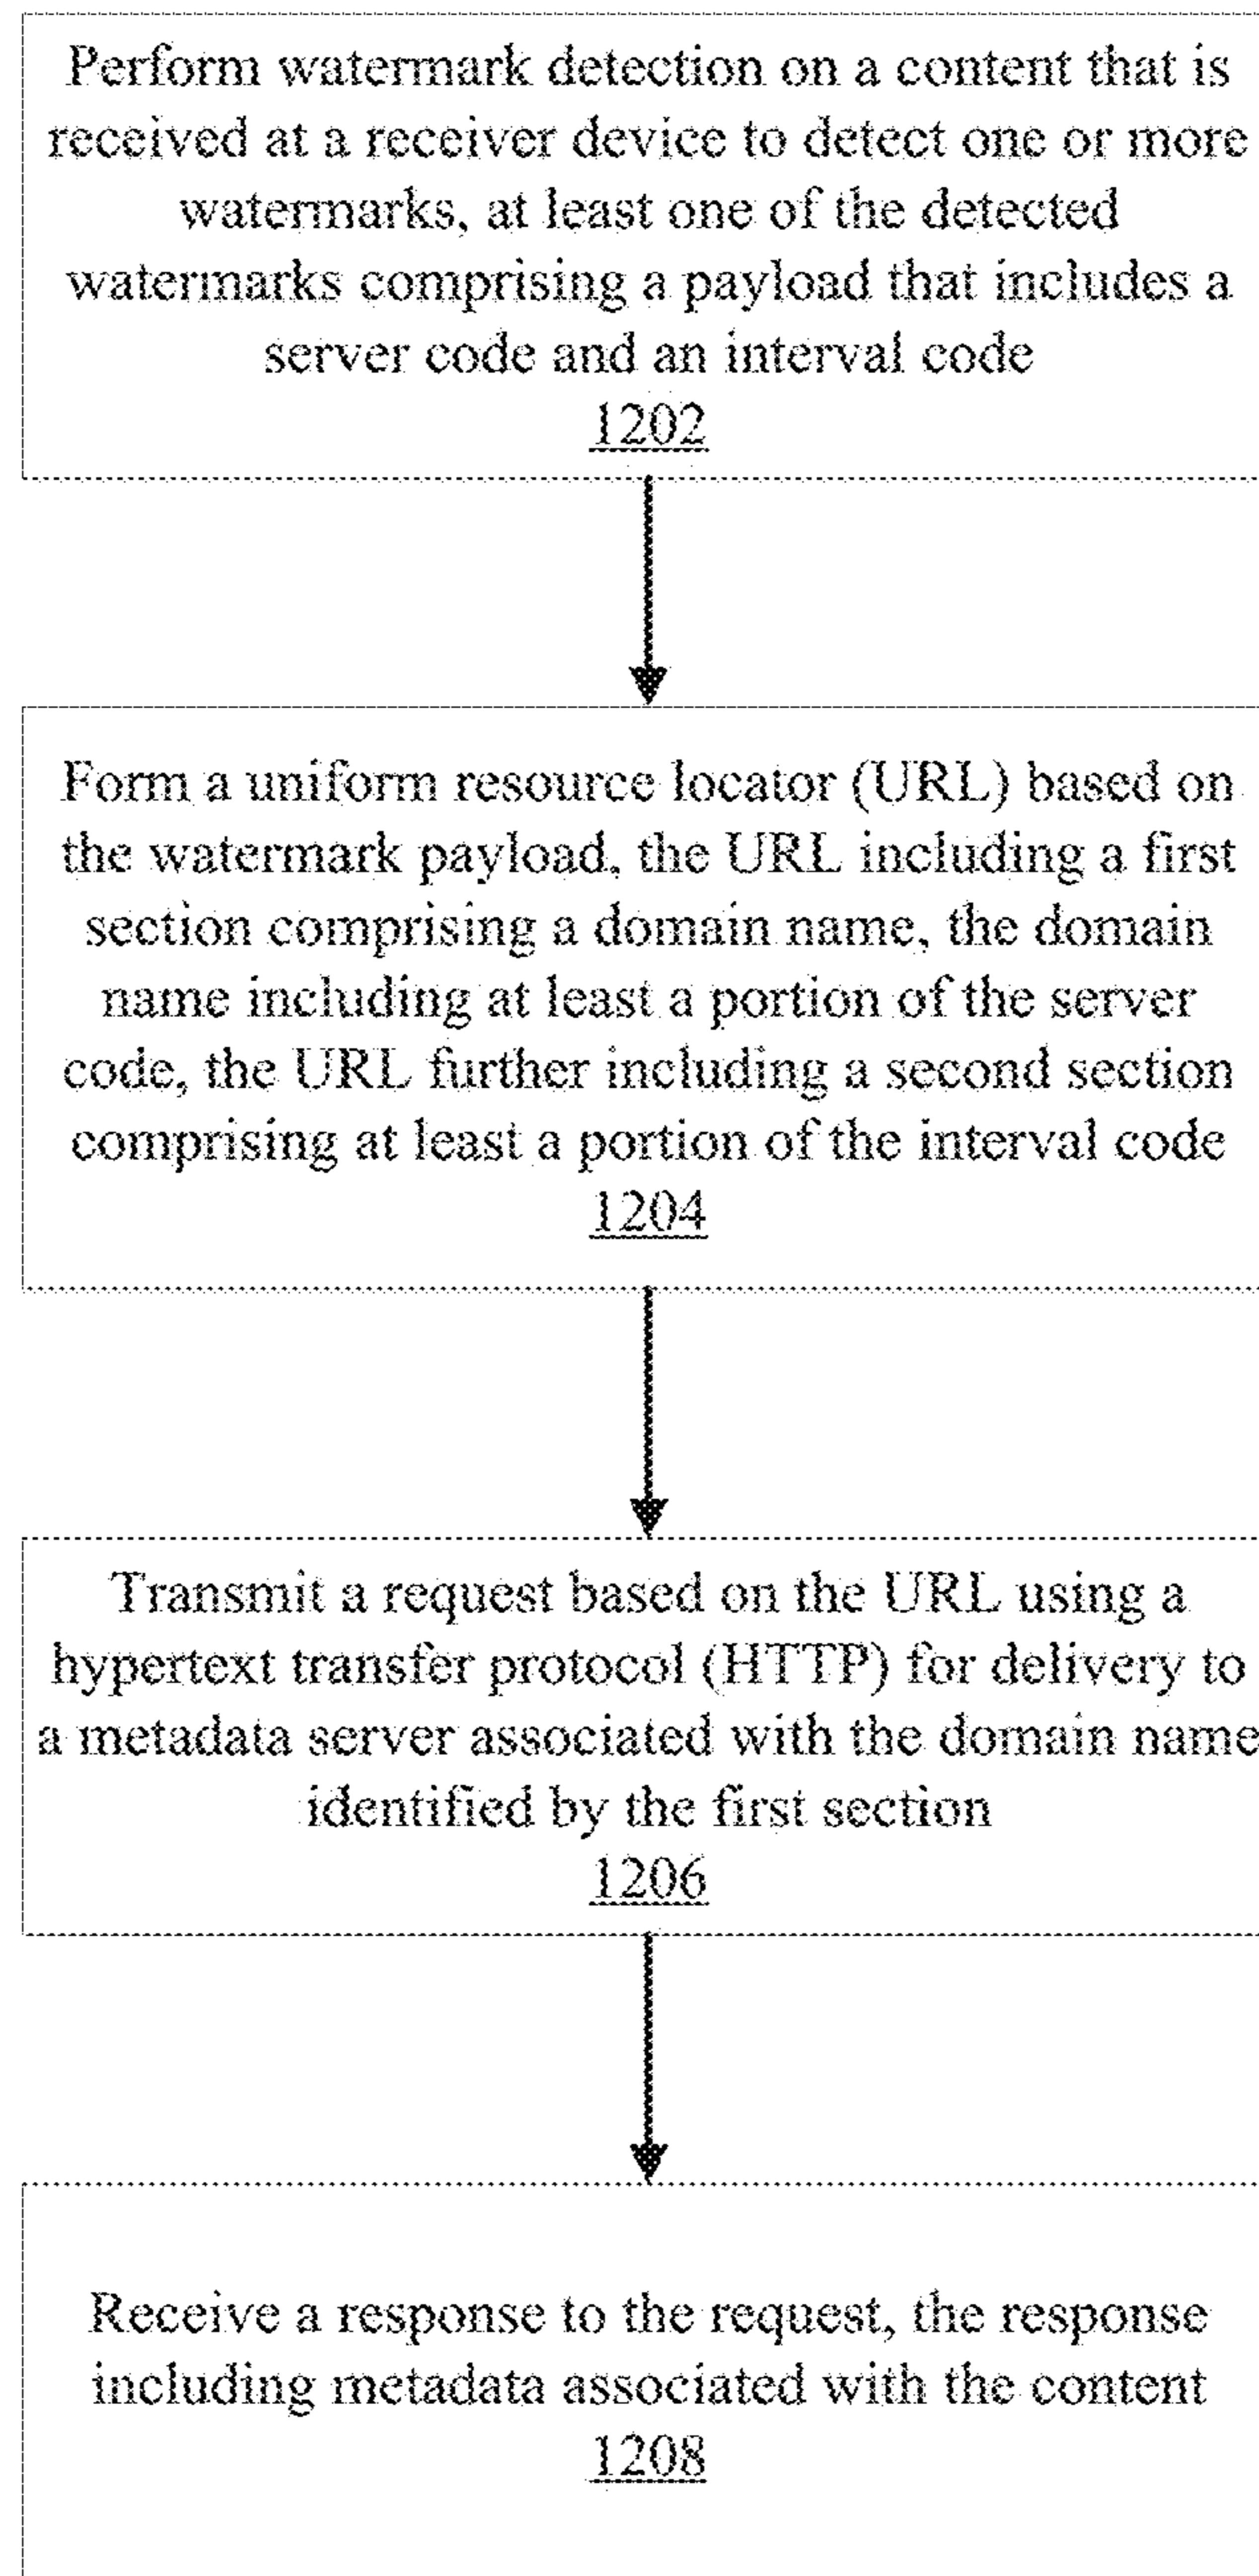 Perform watermark detection on a content that is
received at a receiver device to detect one or more
watermarks, at least one of the detected
watermarks comprising a payload that includes a
server code and an interval code
1202
Form a uniform resource locator (URL) based on
the watermark payload, the URL including a first
section comprising a domain name, the domain
name including at least a portion of the server
code, the URL further including a second section
comprising at least a portion of the interval code
1204
Transmit a request based on the URL using a
hypertext transfer protocol (HTTP) for delivery to
a metadata server associated with the domain name
identified by the first section
1206
Receive a response to the request, the response
including metadata associated with the content
1208